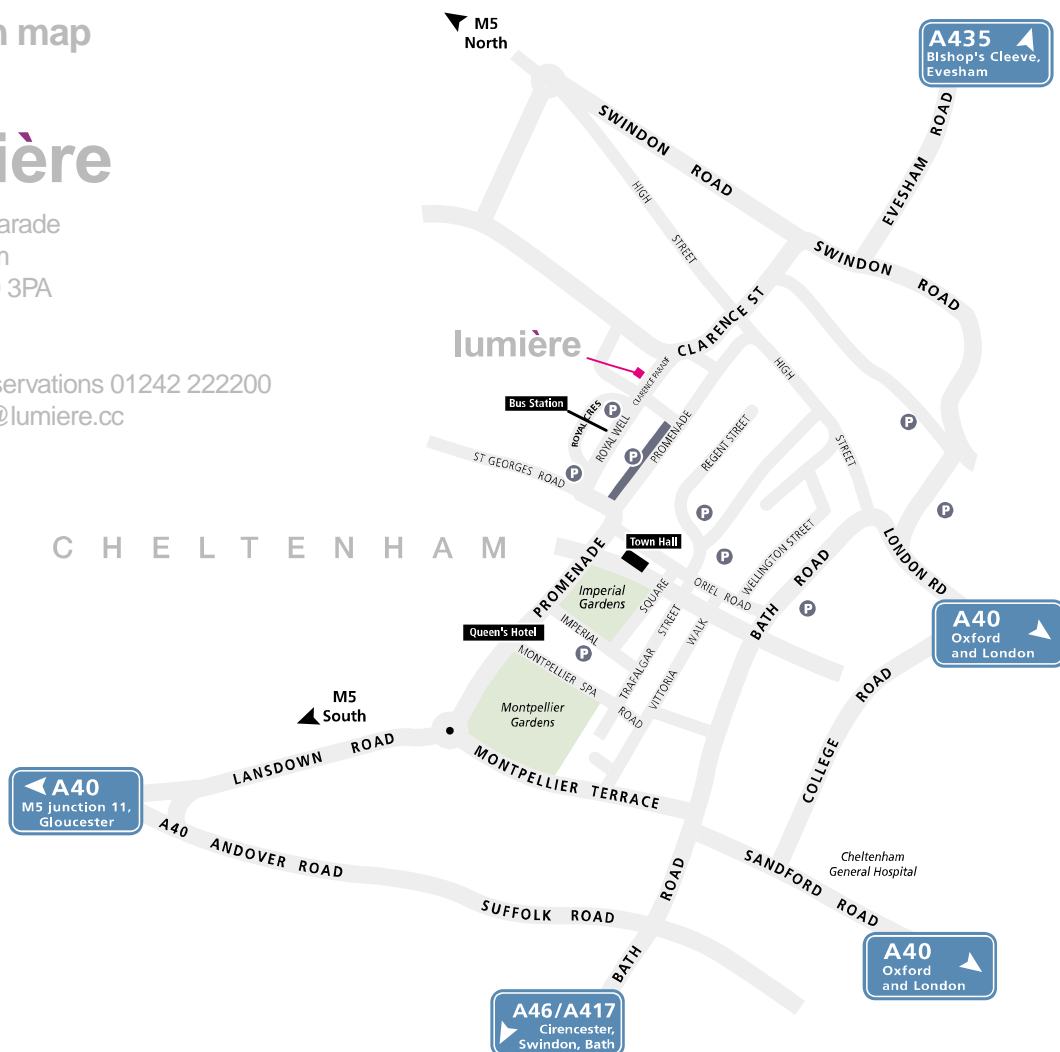 map
M5
North
A435
Bishop's Cleeve,
Evesham
EVESHAM ROAD
SWINDON ROAD
HIGH STREET
SWINDON ROAD
3PA
CLARENCE ST
lumière
CLARENCE PARADE
HIGH STREET
01242 222200
@lumiere.cc
Bus Station
ROYAL CRES
ROYAL WELL
P
P
P
P
P
P
P
P
P
P
PROMENADE
REGENT STREET
ST GEORGES ROAD
CHELTENHAM
Town Hall
PROMENADE
Imperial
Gardens
IMPERIAL SQUARE
ORIEL ROAD
WELLINGTON STREET
BATH ROAD
LONDON RD
A40
Oxford
and London
Queen's Hotel
MONTPELLIER SPA ROAD
TRAFALGAR STREET
VITTORIA WALK
Montpellier
Gardens
M5
South
LANSDOWN ROAD
MONTPELLIER TERRACE
COLLEGE ROAD
A40
M5 junction 11,
Gloucester
A40 ANDOVER ROAD
SUFFOLK ROAD
BATH ROAD
SANDFORD ROAD
Cheltenham
General Hospital
A40
Oxford
and London
A46/A417
Cirencester,
Swindon, Bath